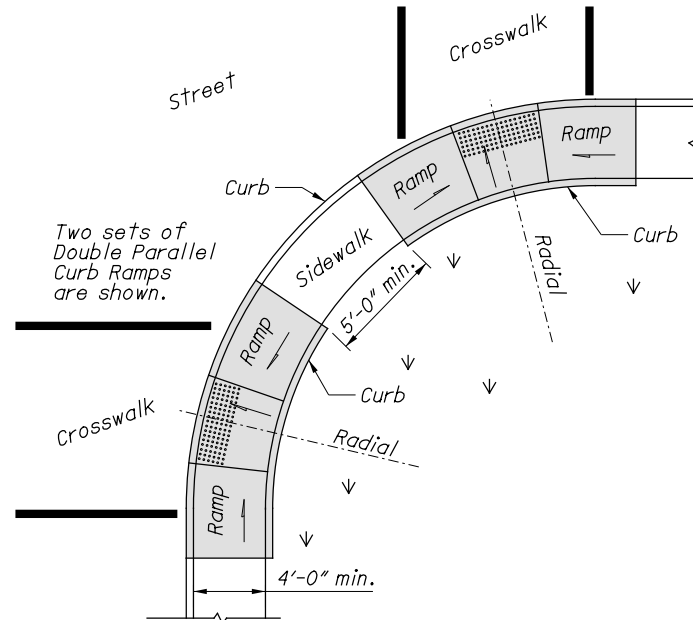 Crosswalk
Street
Ramp
Ramp
Curb
Curb
Two sets of
Double Parallel
Curb Ramps
are shown.
Sidewalk
Radial
5'-0" min.
Ramp
Curb
Crosswalk
Radial
Ramp
4'-0" min.